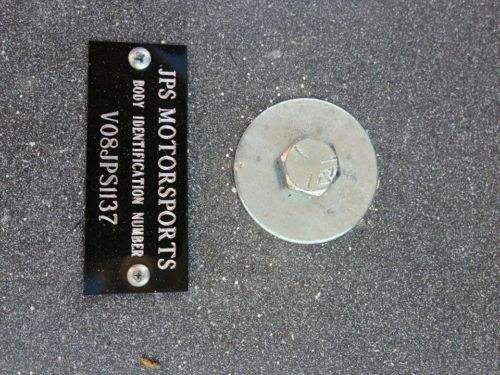 JPS MOTORSPORTS
BODY IDENTIFICATION NUMBER
V08JPS1137